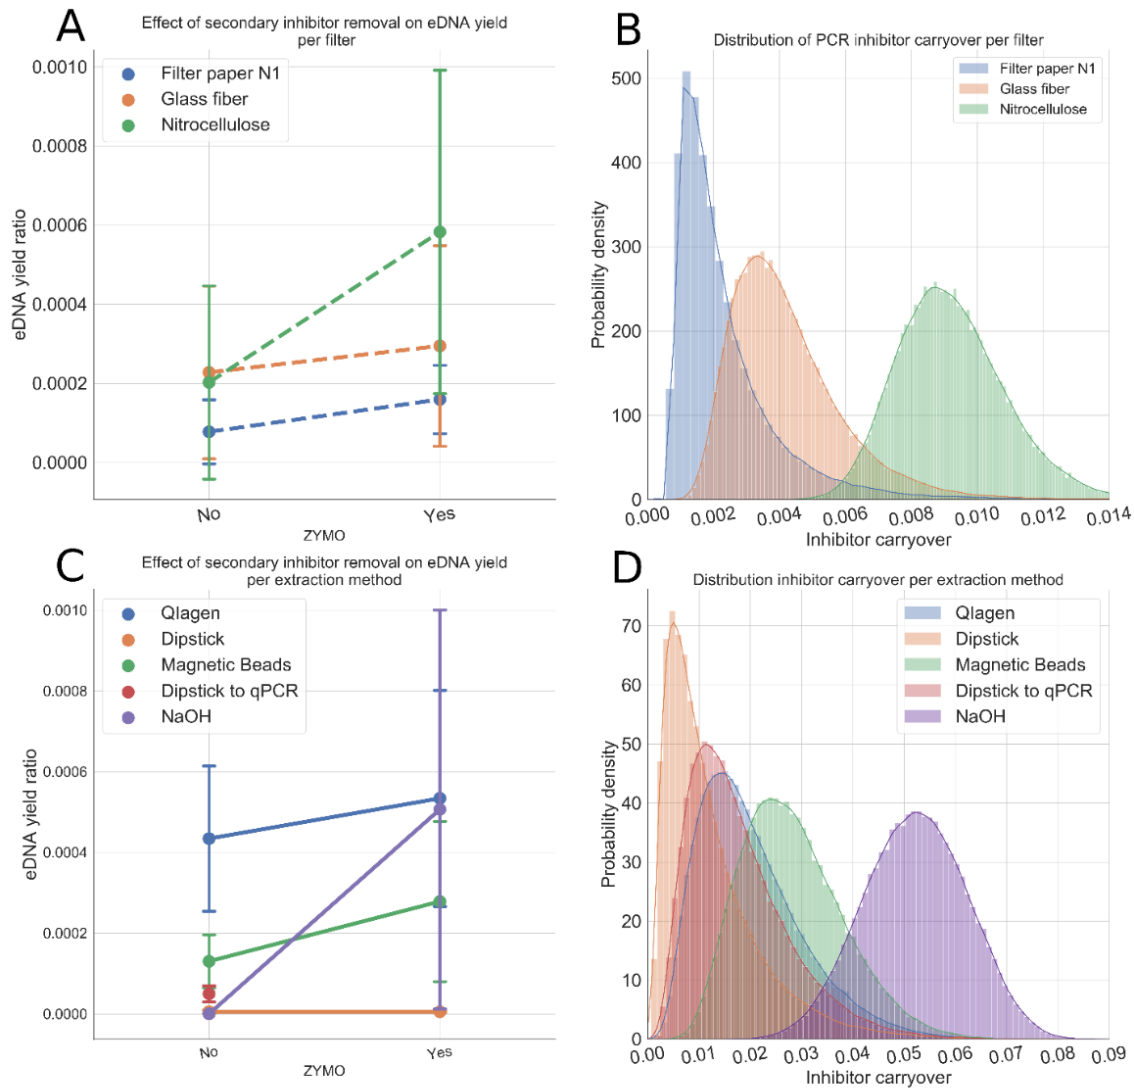 A
Effect of secondary inhibitor removal on eDNA yield
per filter
Filter paper N1
Glass fiber
Nitrocellulose
eDNA yield ratio
0.0010
0.0008
0.0006
0.0004
0.0002
0.0000
No
Yes
ZYMO
B
Distribution of PCR inhibitor carryover per filter
Filter paper N1
Glass fiber
Nitrocellulose
Probability density
500
400
300
200
100
0
0.000 0.002 0.004 0.006 0.008 0.010 0.012 0.014
Inhibitor carryover
C
Effect of secondary inhibitor removal on eDNA yield
per extraction method
QIagen
Dipstick
Magnetic Beads
Dipstick to qPCR
NaOH
eDNA yield ratio
0.0010
0.0008
0.0006
0.0004
0.0002
0.0000
No
Yes
ZYMO
D
Distribution inhibitor carryover per extraction method
QIagen
Dipstick
Magnetic Beads
Dipstick to qPCR
NaOH
Probability density
70
60
50
40
30
20
10
0
0.00 0.01 0.02 0.03 0.04 0.05 0.06 0.07 0.08 0.09
Inhibitor carryover